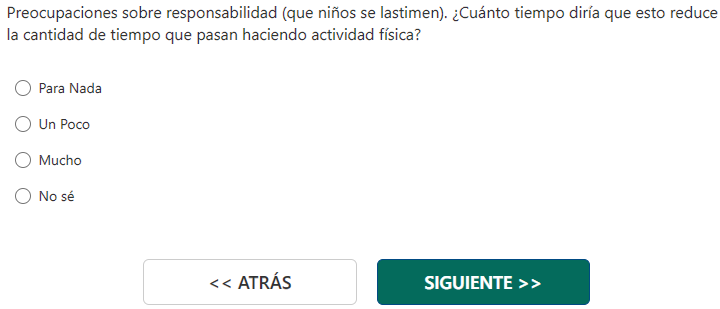 Preocupaciones sobre responsabilidad (que niños se lastimen). ¿Cuánto tiempo diría que esto reduce
la cantidad de tiempo que pasan haciendo actividad física?
Para Nada
Un Poco
Mucho
No sé
<< ATRÁS
SIGUIENTE >>